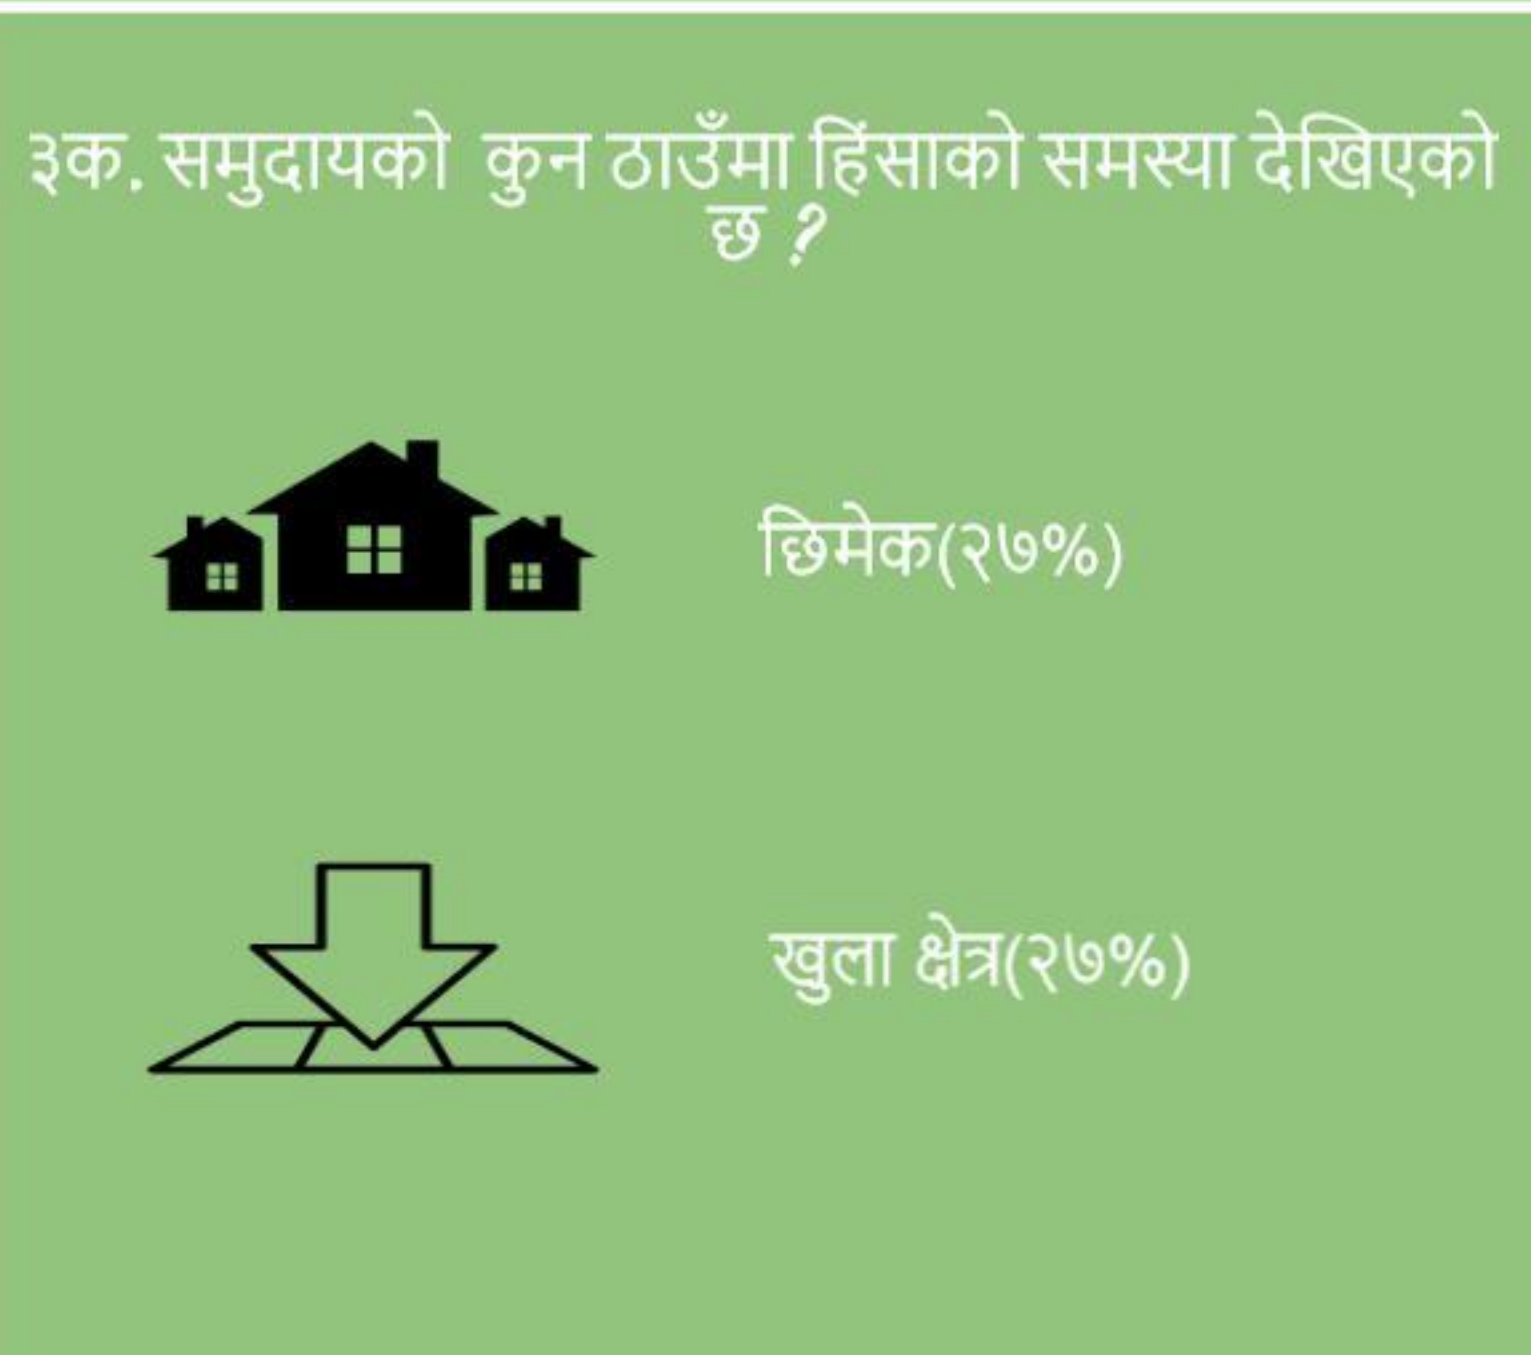 ३क. समुदायको कुन ठाउँमा हिंसाको समस्या देखिएको
छ ?
छिमेक(२७%)
खुला क्षेत्र(२७%)